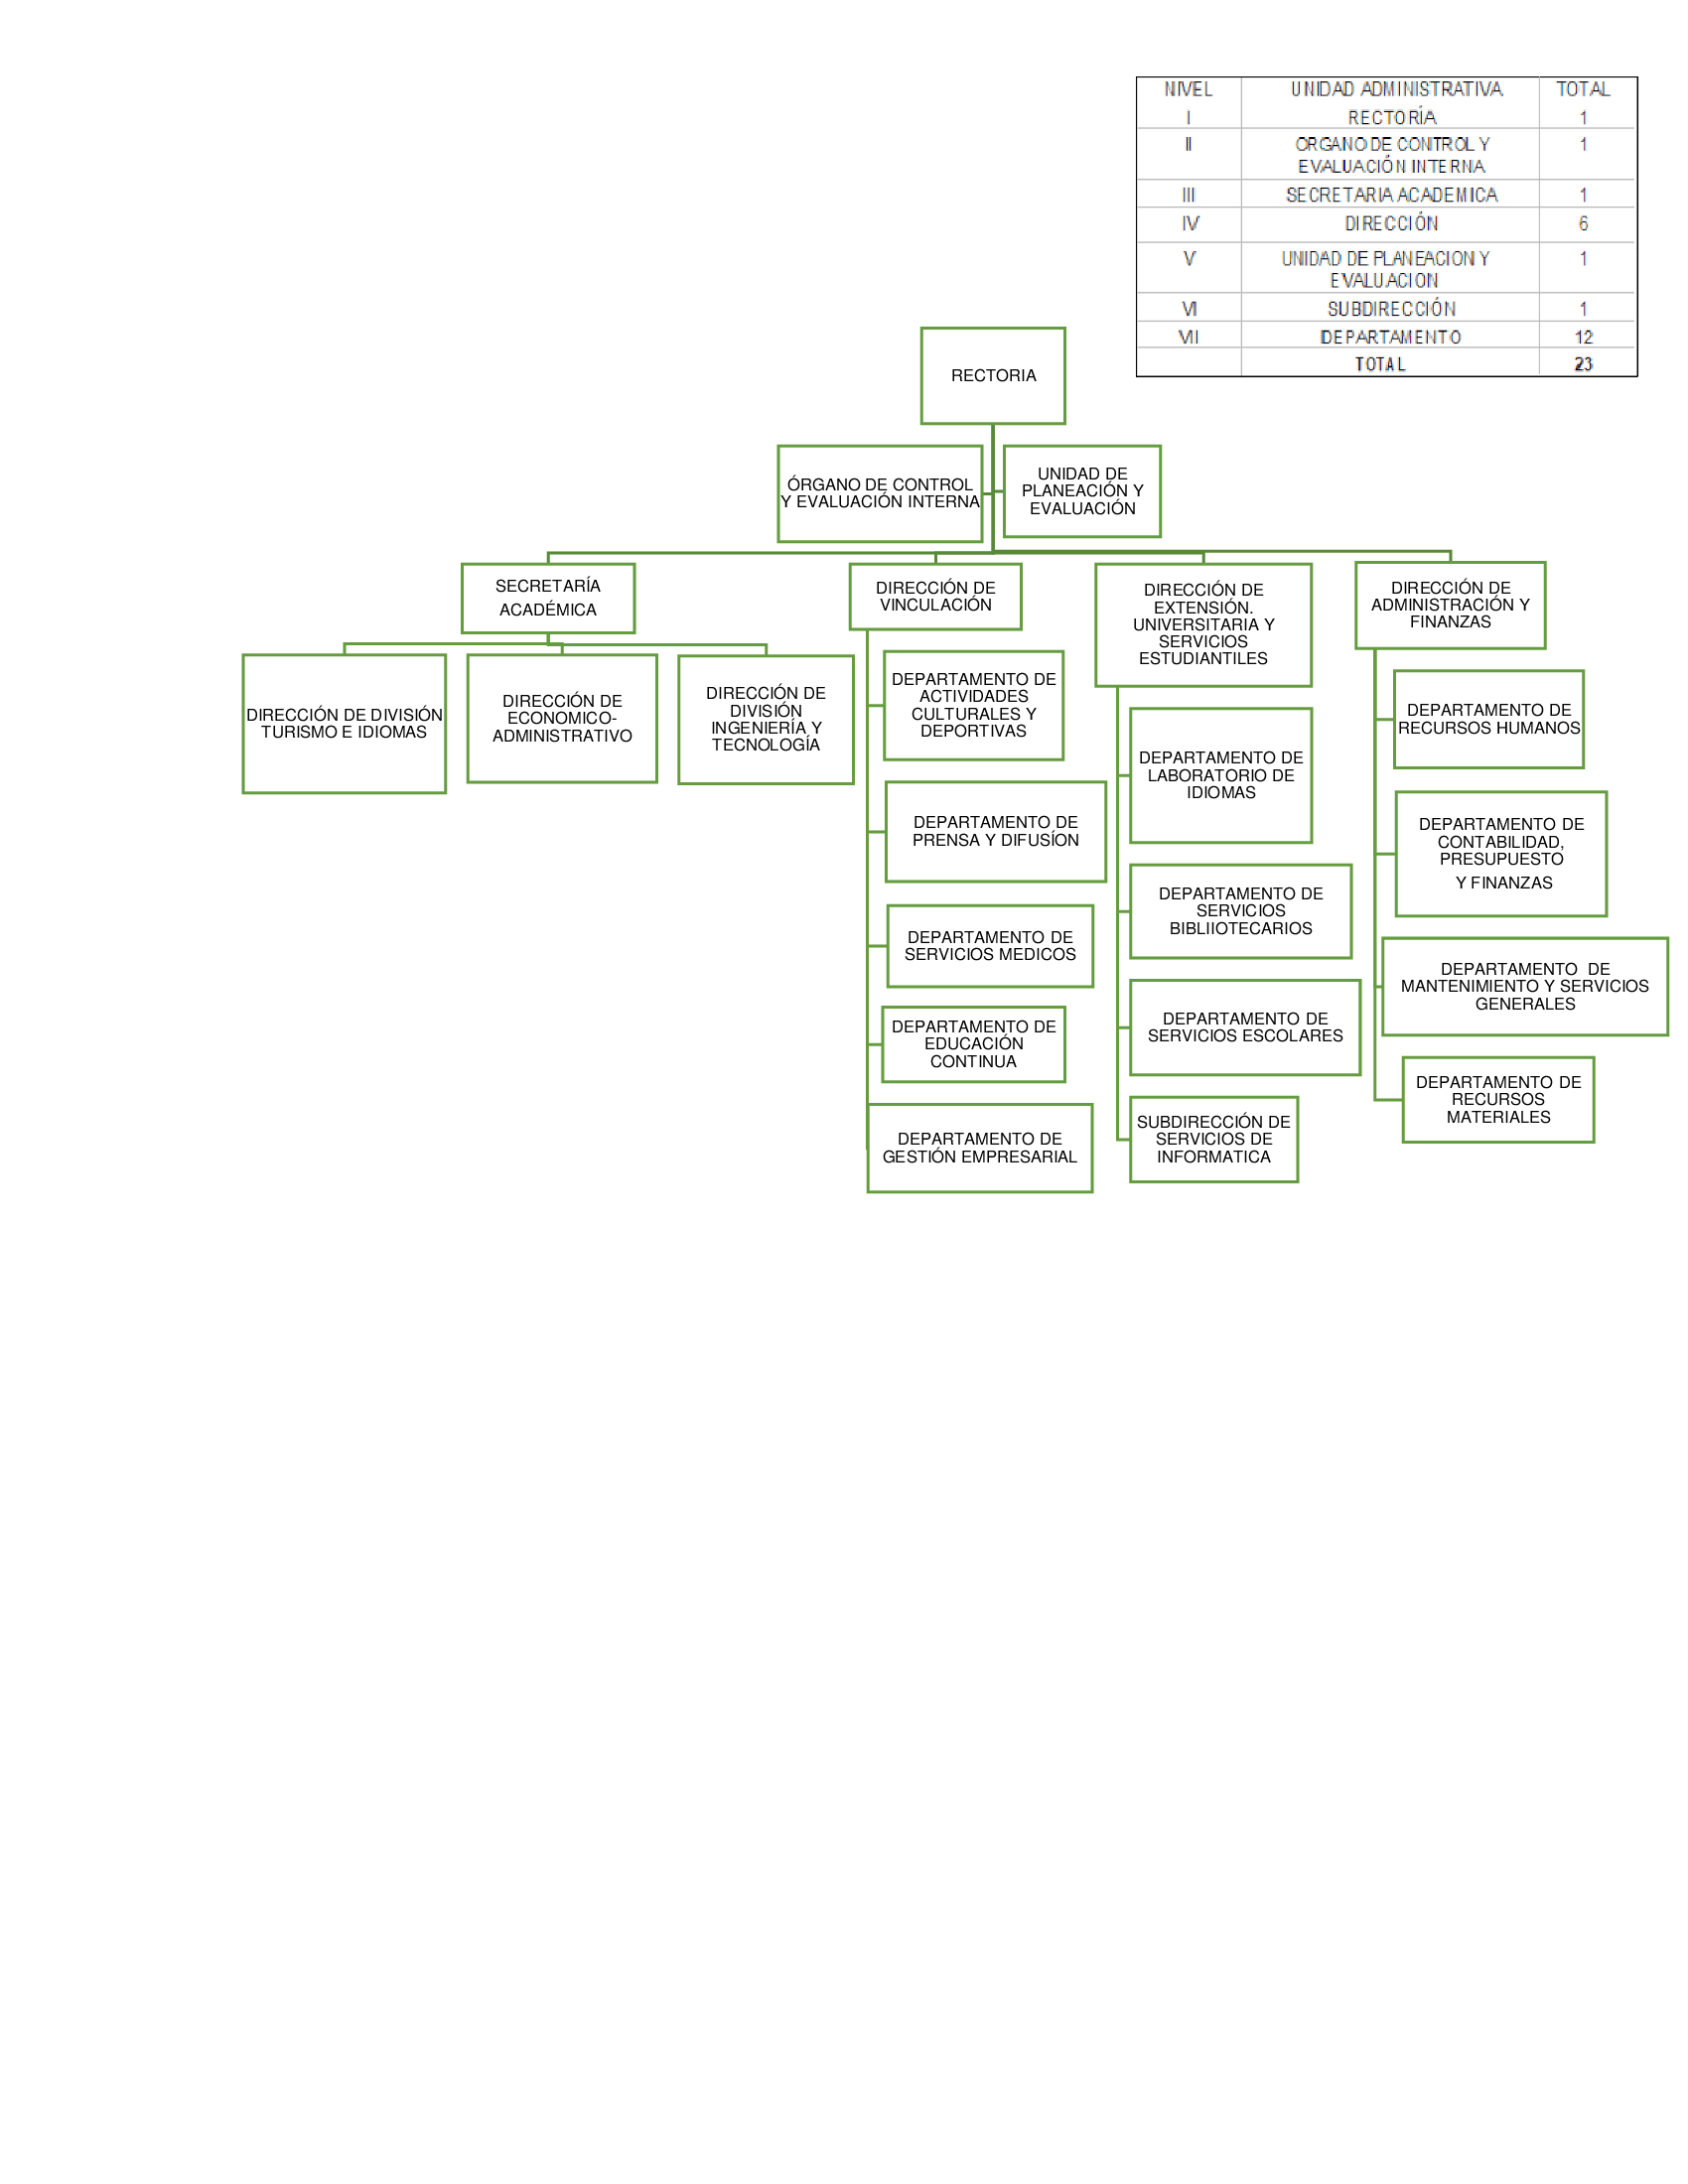 NIVEL UNIDAD ADMINISTRATIVA TOTAL
I RECTORÍA 1
II ORGANO DE CONTROL Y 1
EVALUACIÓN INTERNA
III SECRETARIA ACADEMICA 1
IV DIRECCIÓN 6
V UNIDAD DE PLANEACION Y 1
EVALUACION
VI SUBDIRECCIÓN 1
VII DEPARTAMENTO 12
TOTAL 23
RECTORIA
ÓRGANO DE CONTROL
Y EVALUACIÓN INTERNA
UNIDAD DE
PLANEACIÓN Y
EVALUACIÓN
SECRETARÍA
ACADÉMICA
DIRECCIÓN DE
VINCULACIÓN
DIRECCIÓN DE
EXTENSIÓN.
UNIVERSITARIA Y
SERVICIOS
ESTUDIANTILES
DIRECCIÓN DE
ADMINISTRACIÓN Y
FINANZAS
DIRECCIÓN DE DIVISIÓN
TURISMO E IDIOMAS
DIRECCIÓN DE
ECONOMICO-
ADMINISTRATIVO
DIRECCIÓN DE
DIVISIÓN
INGENIERÍA Y
TECNOLOGÍA
DEPARTAMENTO DE
ACTIVIDADES
CULTURALES Y
DEPORTIVAS
DEPARTAMENTO DE
PRENSA Y DIFUSÍON
DEPARTAMENTO DE
SERVICIOS MEDICOS
DEPARTAMENTO DE
EDUCACIÓN
CONTINUA
DEPARTAMENTO DE
GESTIÓN EMPRESARIAL
DEPARTAMENTO DE
LABORATORIO DE
IDIOMAS
DEPARTAMENTO DE
SERVICIOS
BIBLIIOTECARIOS
DEPARTAMENTO DE
SERVICIOS ESCOLARES
SUBDIRECCIÓN DE
SERVICIOS DE
INFORMATICA
DEPARTAMENTO DE
RECURSOS HUMANOS
DEPARTAMENTO DE
CONTABILIDAD,
PRESUPUESTO
Y FINANZAS
DEPARTAMENTO DE
MANTENIMIENTO Y SERVICIOS
GENERALES
DEPARTAMENTO DE
RECURSOS
MATERIALES